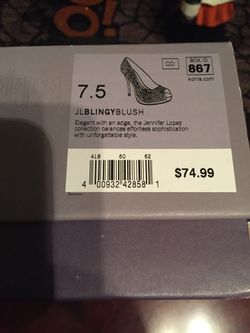 O!
7.5
CO
BOX ID
867
kohls.com
JLBLINGYBLUSH
Elegant with an edge, the Jennifer Lopez
collection balances effortless sophistication
with unforgettable style.
418 60 62
4 00932 42858 1
$74.99